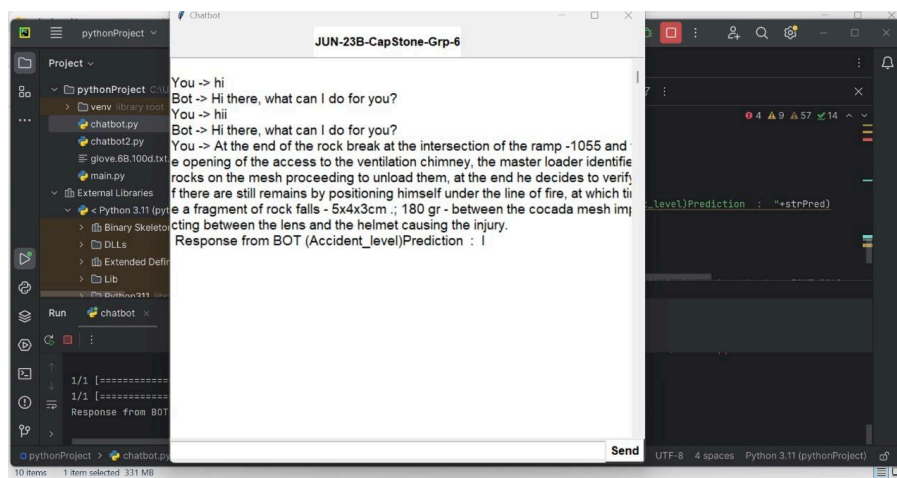 Chatbot
pythonProject
JUN-23B-CapStone-Grp-6
Project
pythonProject
venv library root
chatbot.py
chatbot2.py
glove.6B.100d.txt
main.py
External Libraries
Binary
DLLs
Extended
Lib
4 9 57 14
You -> hi
Bot -> Hi there, what can I do for you?
You -> hii
Bot -> Hi there, what can I do for you?
You -> At the end of the rock break at the intersection of the ramp -1055 and
e opening of the access to the ventilation chimney, the master loader identifie
rocks on the mesh proceeding to unload them, at the end he decides to verify
f there are still remains by positioning himself under the line of fire, at which
e a fragment of rock falls - 5x4x3cm .; 180 gr - between the cocada mesh
cting between the lens and the helmet causing the injury.
Response from BOT (Accident_level)Prediction : I
_level)Prediction : "+strPred)
Run
chatbot
1/1 [============
1/1 [============
Response from BOT
Send
pythonProject > chatbot.py
UTF-8 4 spaces Python 3.11 (pythonProject)
10 items 1 item selected 331 MB